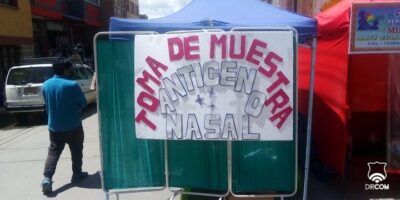 TOMA DE MUESTRA
ANTIGENO
NASAL
DIRCOM